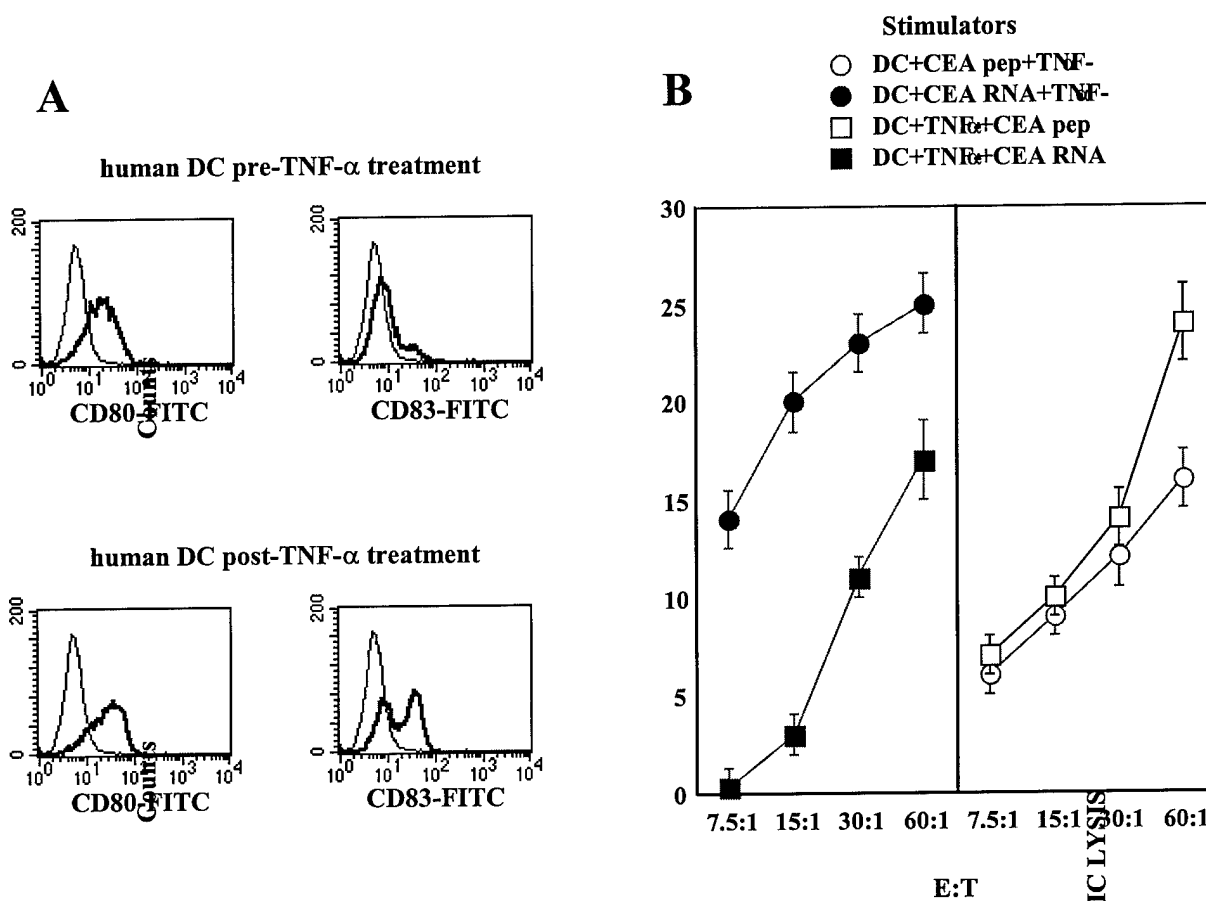 A
human DC pre-TNF-α treatment
200
0
10^0 10^1 10^2 10^3 10^4
CD80-FITC
Counts
200
0
10^0 10^1 10^2 10^3 10^4
CD83-FITC
human DC post-TNF-α treatment
200
0
10^0 10^1 10^2 10^3 10^4
CD80-FITC
Counts
200
0
10^0 10^1 10^2 10^3 10^4
CD83-FITC
B
Stimulators
DC+CEA pep+TNF-α
DC+CEA RNA+TNF-α
DC+TNFα+CEA pep
DC+TNFα+CEA RNA
30
25
20
15
10
5
0
7.5:1 15:1 30:1 60:1 7.5:1 15:1 30:1 60:1
E:T
IC LYSIS